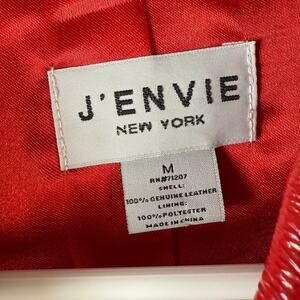 J'ENVIE
NEW YORK
M
RN#71207
SHELL:
100% GENUINE LEATHER
LINING:
100% POLYESTER
MADE IN CHINA